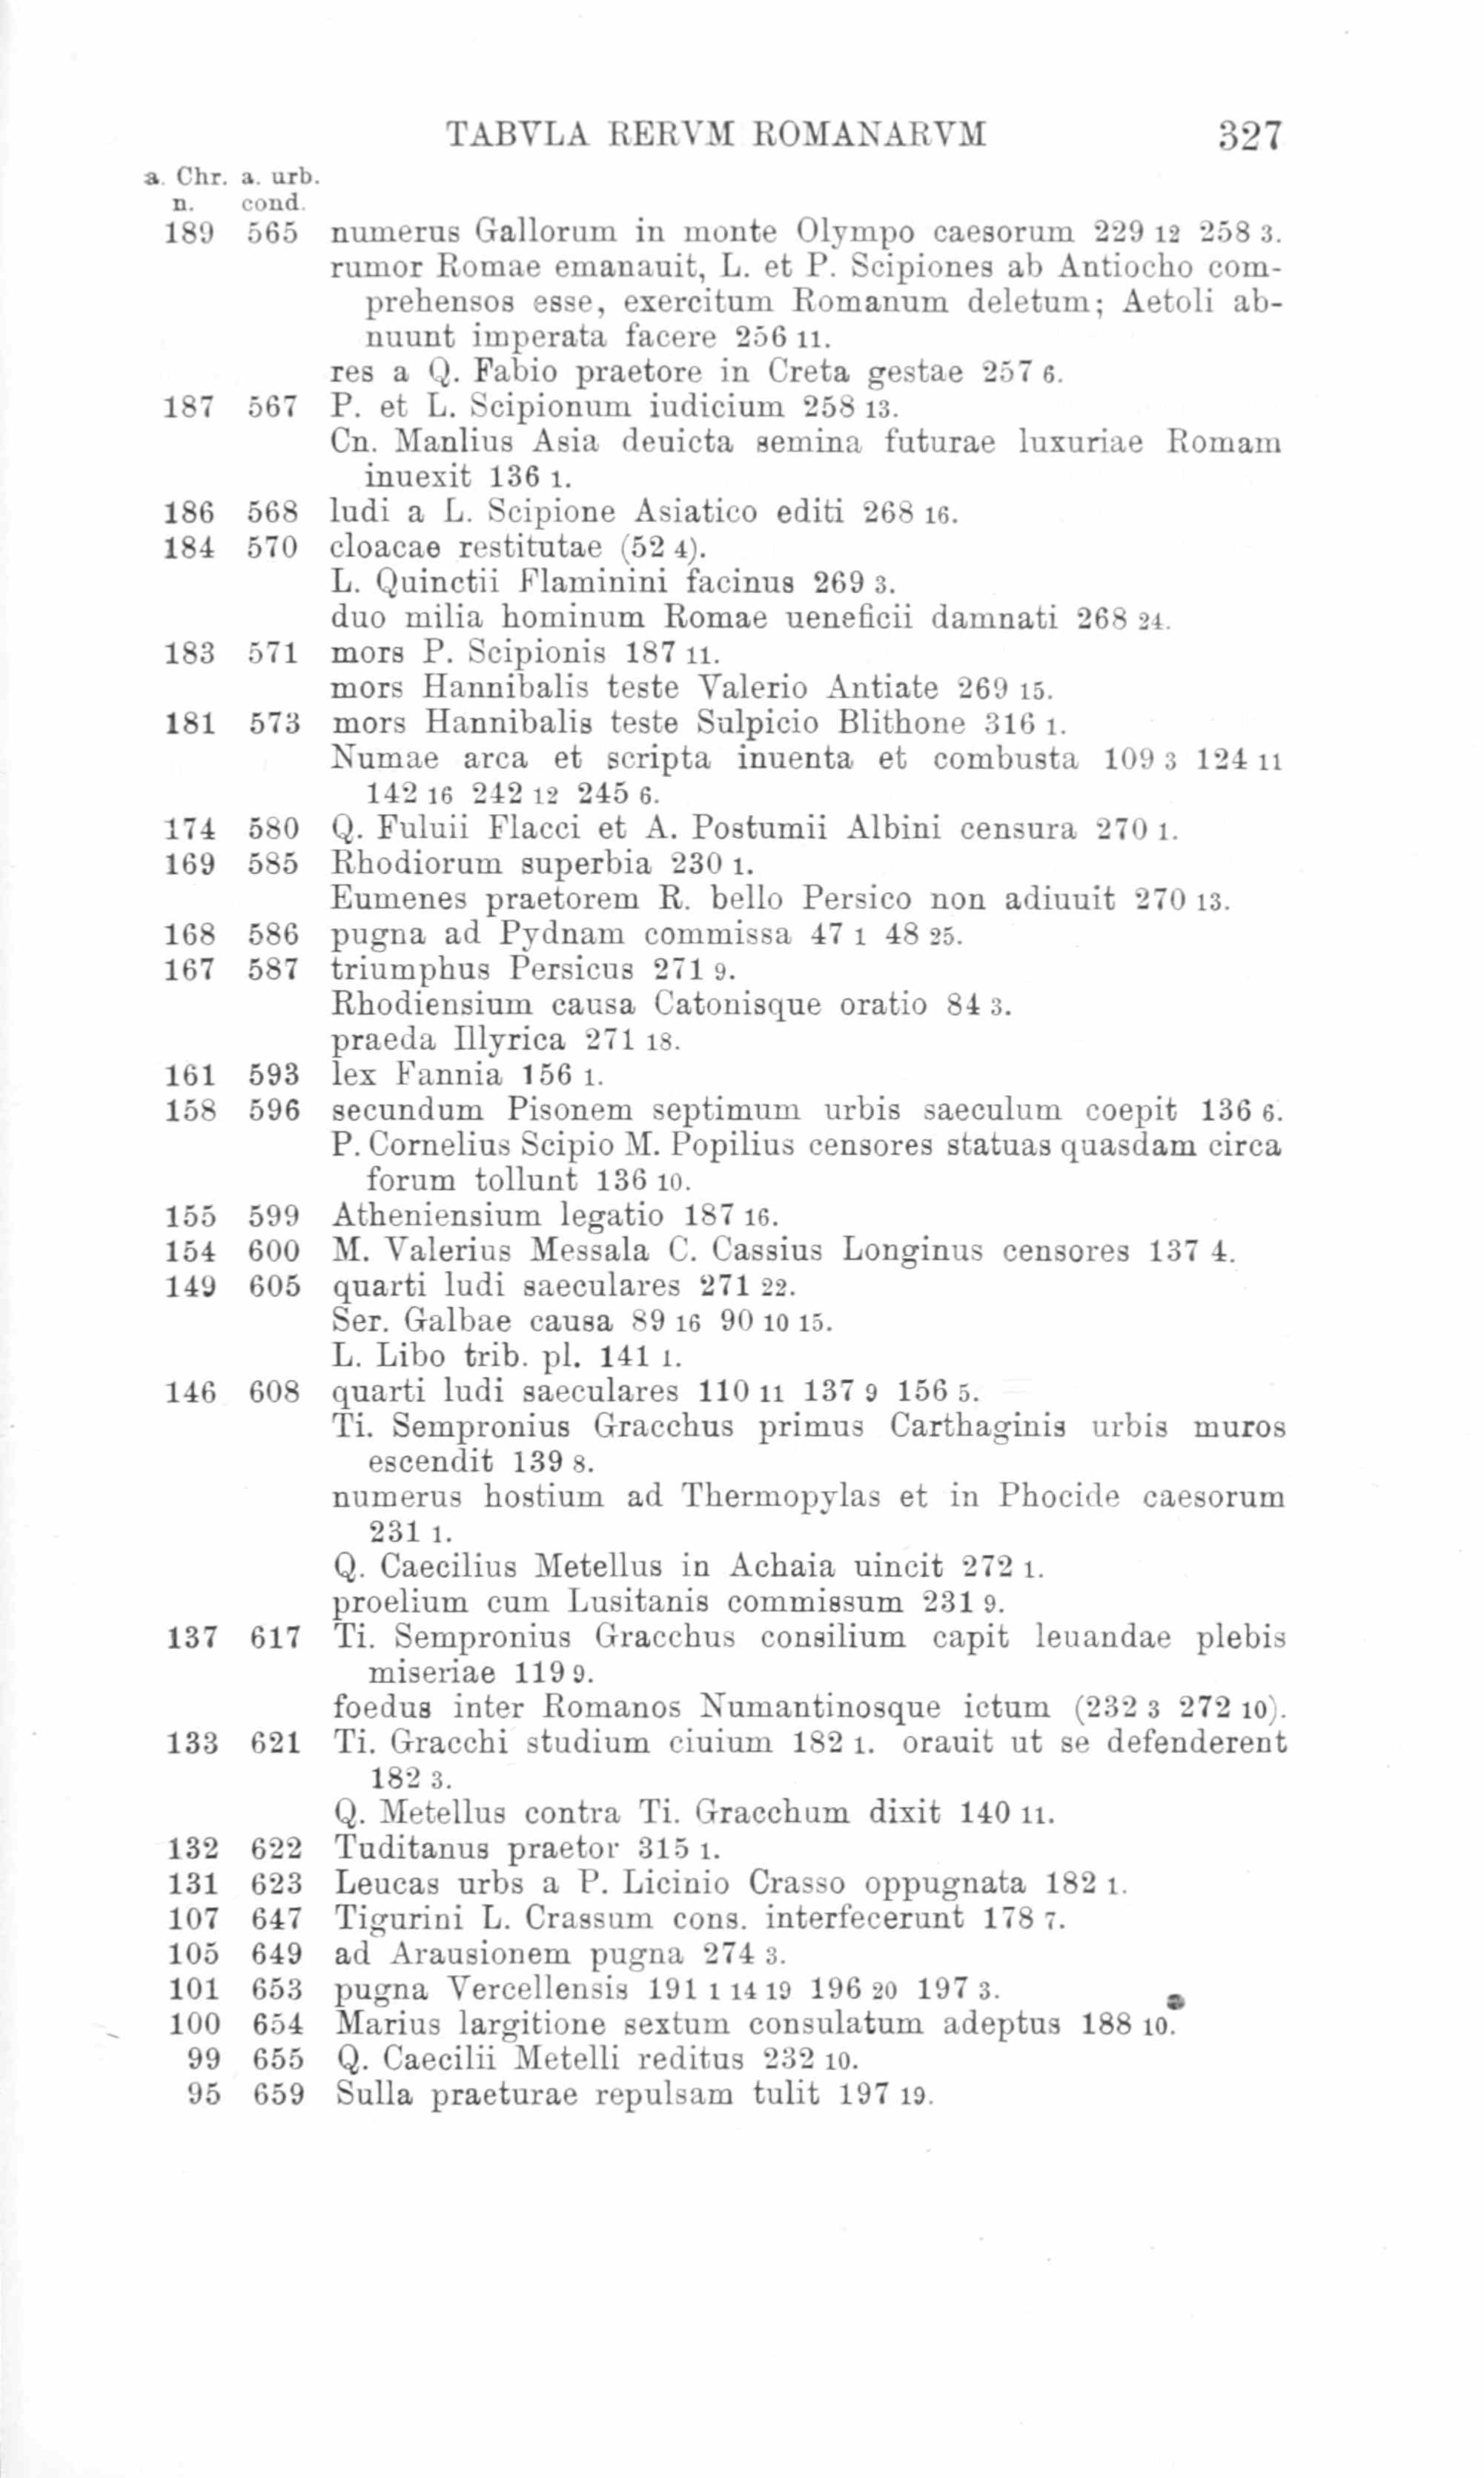 TABVLA RERVM ROMANARVM 327
a. Chr. a. urb.
n. cond.
189 565 numerus Gallorum in monte Olympo caesorum 229 12 258 3.
rumor Romae emanauit, L. et P. Scipiones ab Antiocho com-
prehensos esse, exercitum Romanum deletum; Aetoli ab-
nuunt imperata facere 256 11.
res a Q. Fabio praetore in Creta gestae 257 6.
187 567 P. et L. Scipionum iudicium 258 13.
Cn. Manlius Asia deuicta semina futurae luxuriae Romam
inuexit 136 1.
186 568 ludi a L. Scipione Asiatico editi 268 16.
184 570 cloacae restitutae (52 4).
L. Quinctii Flaminini facinus 269 3.
duo milia hominum Romae ueneficii damnati 268 24.
183 571 mors P. Scipionis 187 11.
mors Hannibalis teste Valerio Antiate 269 15.
181 573 mors Hannibalis teste Sulpicio Blithone 316 1.
Numae arca et scripta inuenta et combusta 109 3 124 11
142 16 242 12 245 6.
174 580 Q. Fuluii Flacci et A. Postumii Albini censura 270 1.
169 585 Rhodiorum superbia 230 1.
Eumenes praetorem R. bello Persico non adiuuit 270 13.
168 586 pugna ad Pydnam commissa 47 1 48 25.
167 587 triumphus Persicus 271 9.
Rhodiensium causa Catonisque oratio 84 3.
praeda Illyrica 271 18.
161 593 lex Fannia 156 1.
158 596 secundum Pisonem septimum urbis saeculum coepit 136 6.
P. Cornelius Scipio M. Popilius censores statuas quasdam circa
forum tollunt 136 10.
155 599 Atheniensium legatio 187 16.
154 600 M. Valerius Messala C. Cassius Longinus censores 137 4.
149 605 quarti ludi saeculares 271 22.
Ser. Galbae causa 89 16 90 10 15.
L. Libo trib. pl. 141 1.
146 608 quarti ludi saeculares 110 11 137 9 156 5.
Ti. Sempronius Gracchus primus Carthaginis urbis muros
escendit 139 8.
numerus hostium ad Thermopylas et in Phocide caesorum
231 1.
Q. Caecilius Metellus in Achaia uincit 272 1.
proelium cum Lusitanis commissum 231 9.
137 617 Ti. Sempronius Gracchus consilium capit leuandae plebis
miseriae 119 9.
foedus inter Romanos Numantinosque ictum (232 3 272 10).
133 621 Ti. Gracchi studium ciuium 182 1. orauit ut se defenderent
182 3.
Q. Metellus contra Ti. Gracchum dixit 140 11.
132 622 Tuditanus praetor 315 1.
131 623 Leucas urbs a P. Licinio Crasso oppugnata 182 1.
107 647 Tigurini L. Crassum cons. interfecerunt 178 7.
105 649 ad Arausionem pugna 274 3.
101 653 pugna Vercellensis 191 1 14 19 196 20 197 3.
100 654 Marius largitione sextum consulatum adeptus 188 10.
99 655 Q. Caecilii Metelli reditus 232 10.
95 659 Sulla praeturae repulsam tulit 197 19.